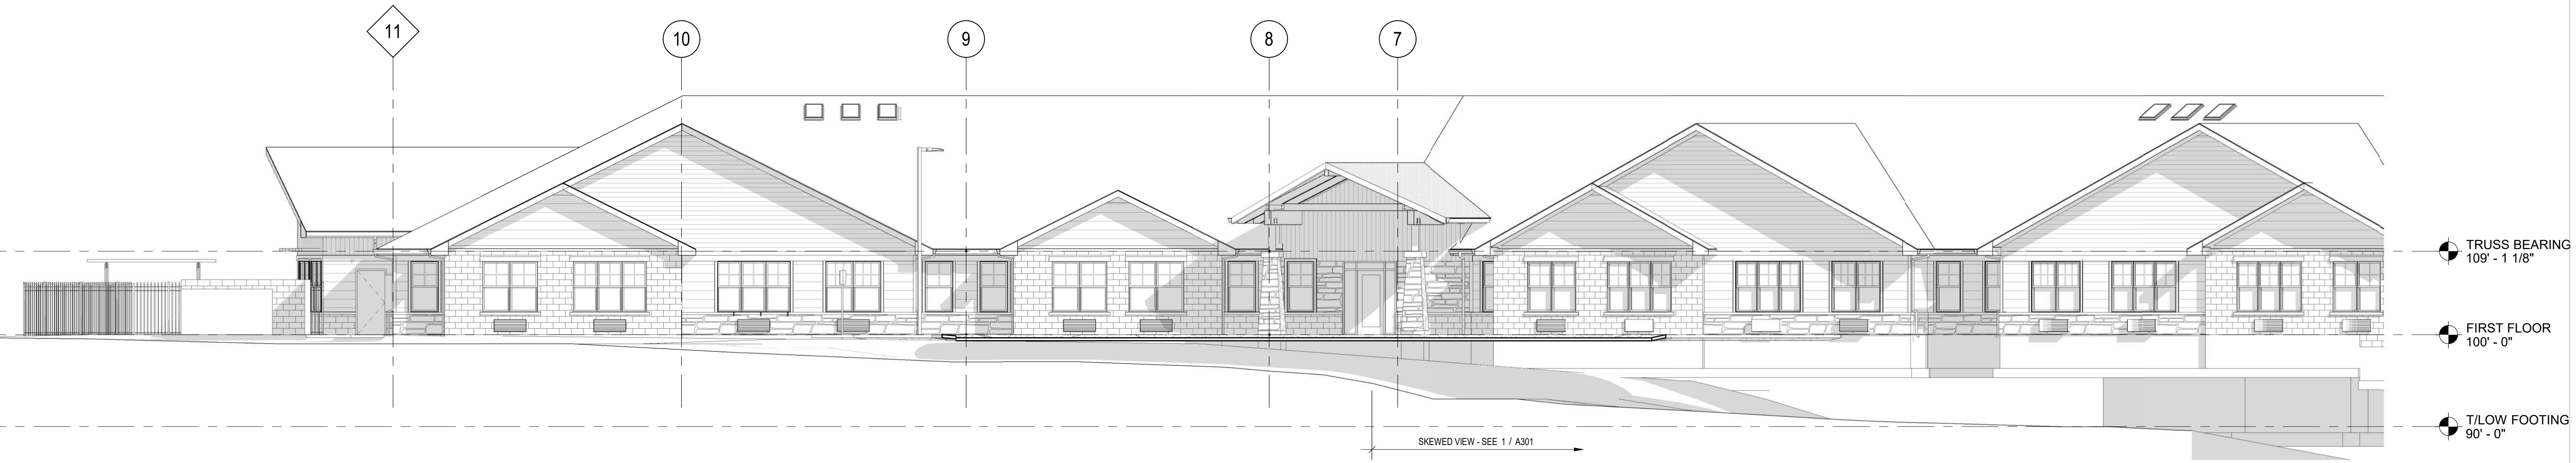 11
10
9
8
7
TRUSS BEARING
109' - 1 1/8"
FIRST FLOOR
100' - 0"
T/LOW FOOTING
90' - 0"
SKEWED VIEW - SEE 1 / A301